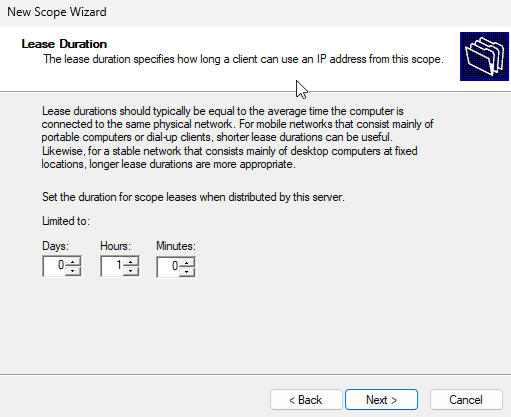 New Scope Wizard
Lease Duration
The lease duration specifies how long a client can use an IP address from this scope.
Lease durations should typically be equal to the average time the computer is
connected to the same physical network. For mobile networks that consist mainly of
portable computers or dial-up clients, shorter lease durations can be useful.
Likewise, for a stable network that consists mainly of desktop computers at fixed
locations, longer lease durations are more appropriate.
Set the duration for scope leases when distributed by this server.
Limited to:
Days: Hours: Minutes:
0 1 0
< Back Next > Cancel